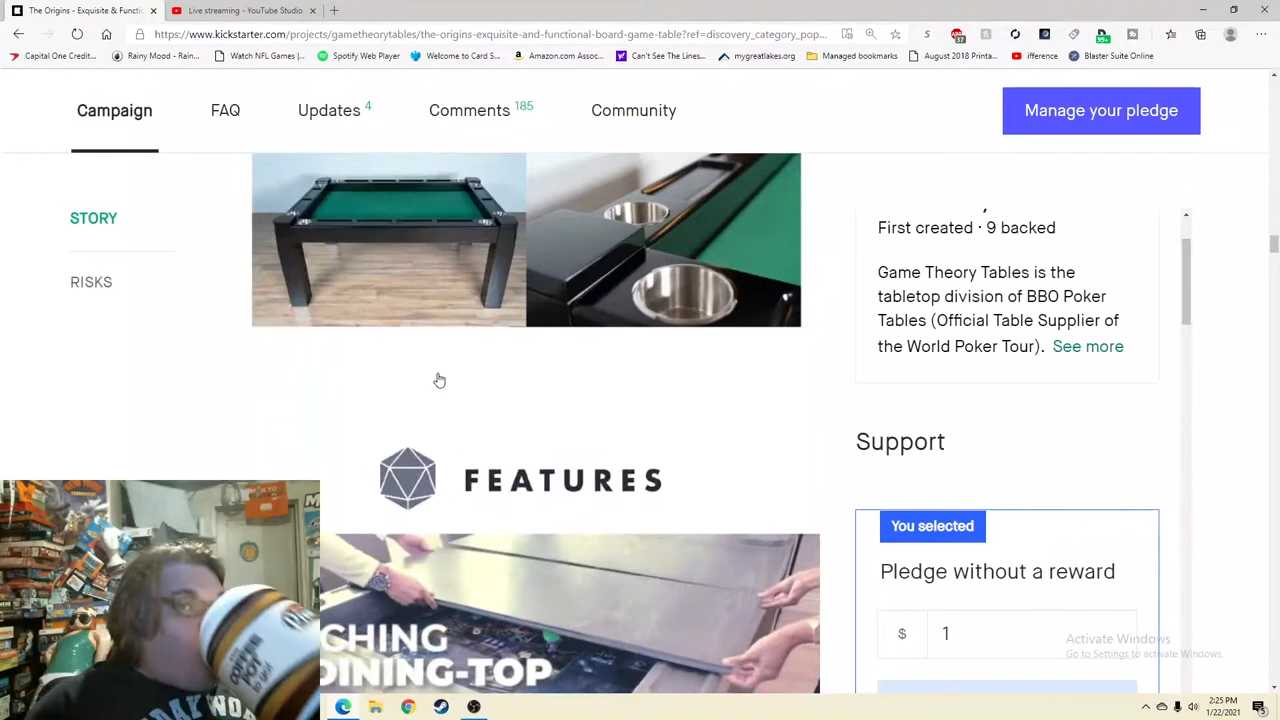 The Origins - Exquisite & Functi
Live streaming - YouTube Studio
https://www.kickstarter.com/projects/gametheorytables/the-origins-exquisite-and-functional-board-game-table?ref=discovery_category_pop...
Capital One Credit...
Rainy Mood • Rain...
Watch NFL Games |...
Spotify Web Player
Welcome to Card S...
Amazon.com Assoc...
Can't See The Lines...
mygreatlakes.org
Managed bookmarks
August 2018 Printa...
ifference
Blaster Suite Online
Campaign
FAQ
Updates 4
Comments 185
Community
Manage your pledge
STORY
RISKS
First created · 9 backed
Game Theory Tables is the
tabletop division of BBO Poker
Tables (Official Table Supplier of
the World Poker Tour). See more
Support
FEATURES
You selected
Pledge without a reward
$ 1
CHING
INING-TOP
Activate Windows
Go to Settings to activate Windows.
2:25 PM
1/22/2021